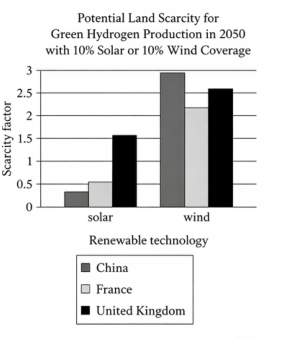 Potential Land Scarcity for
Green Hydrogen Production in 2050
with 10% Solar or 10% Wind Coverage
Scarcity factor
3
2.5
2
1.5
1
0.5
0
solar wind
Renewable technology
China
France
United Kingdom